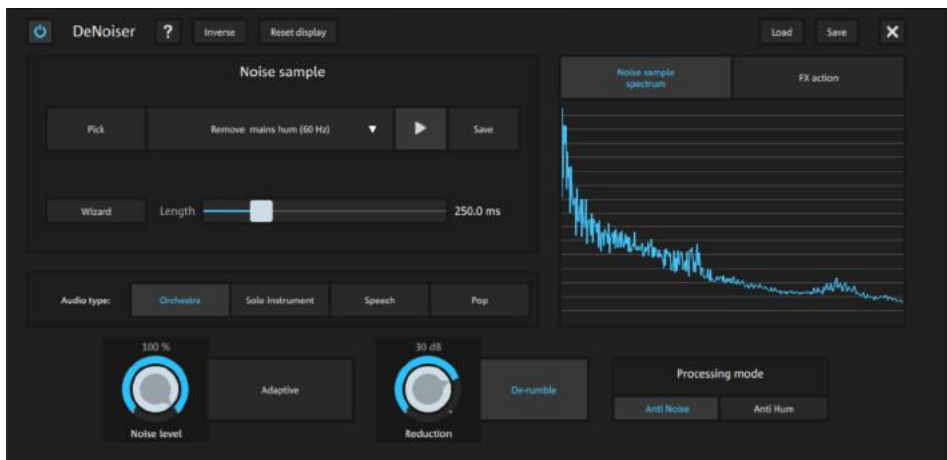 DeNoiser ? Inverse Reset display Load Save
Noise sample
Pick Remove mains hum (60 Hz) Save
Wizard Length 250.0 ms
Noise sample
spectrum
FX action
Audio type: Orchestra Solo instrument Speech Pop
100 %
Noise level
Adaptive
30 dB
Reduction
De-rumble
Processing mode
Anti Noise Anti Hum